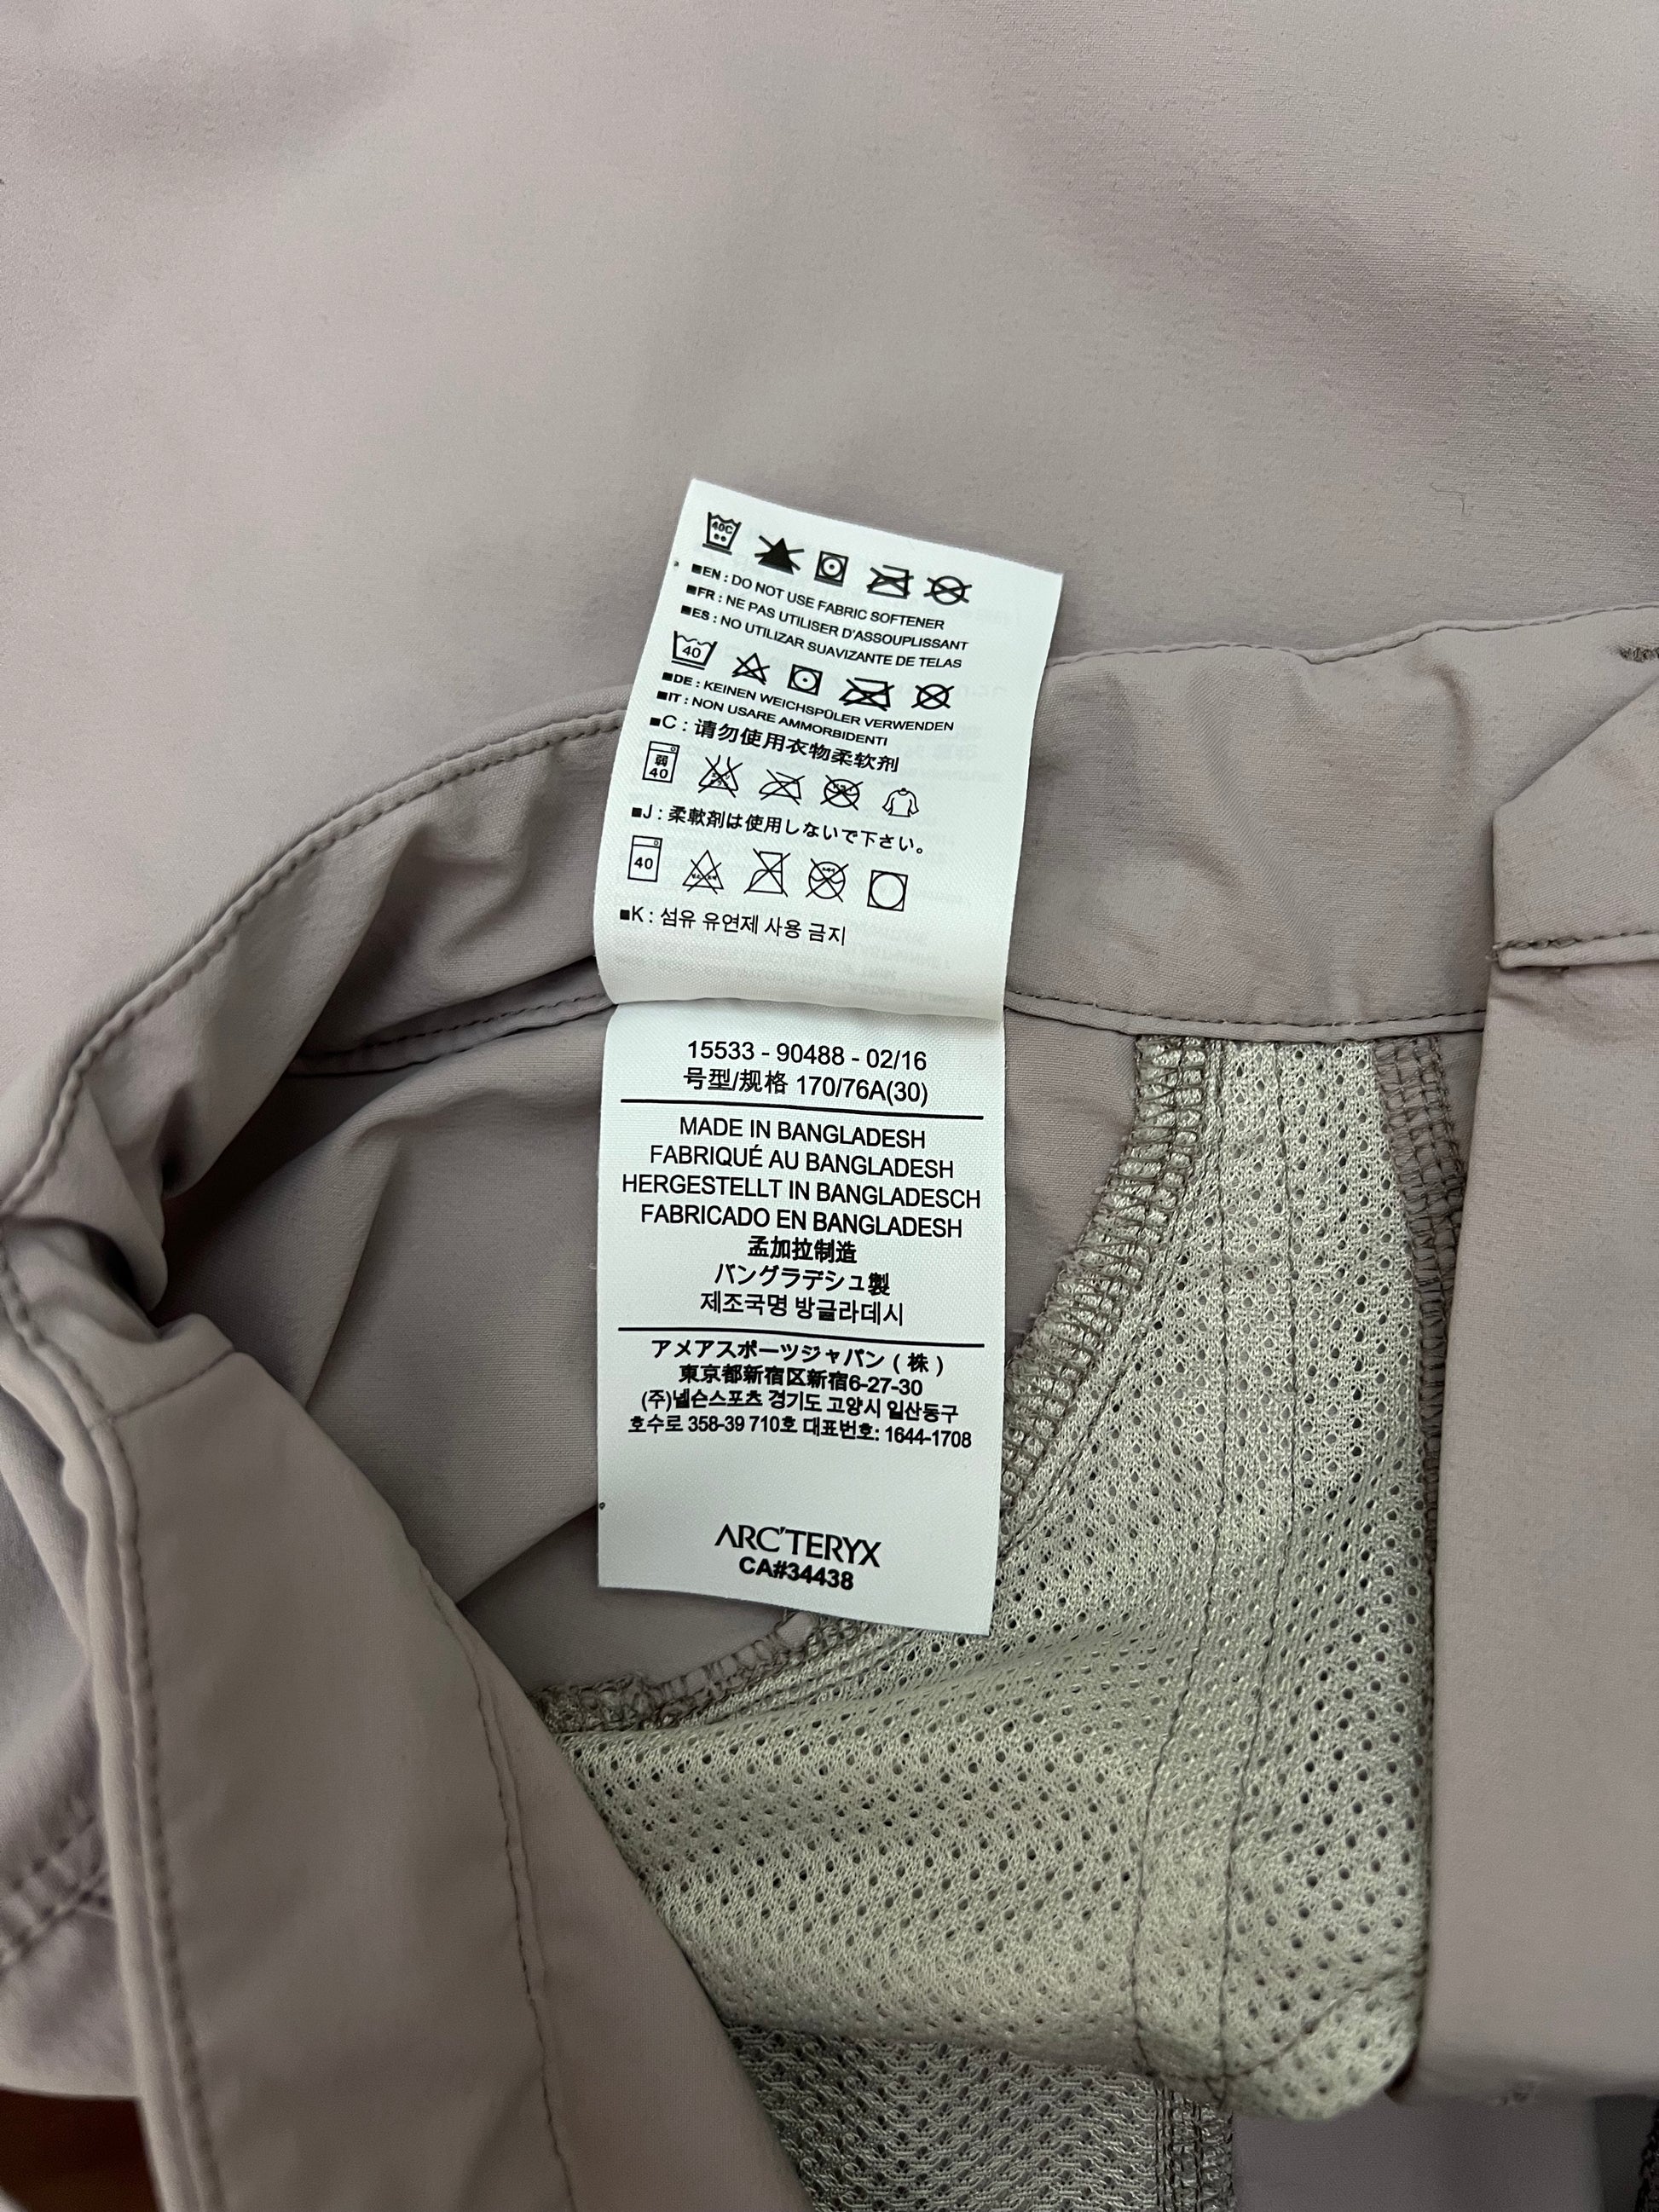 40C
■EN : DO NOT USE FABRIC SOFTENER
■FR : NE PAS UTILISER D'ASSOUPLISSANT
■ES : NO UTILIZAR SUAVIZANTE DE TELAS
40
■DE : KEINEN WEICHSPÜLER VERWENDEN
■IT : NON USARE AMMORBIDENTI
■C : 请勿使用衣物柔软剂
弱
40
■J : 柔軟剤は使用しないで下さい。
40
■K : 섬유 유연제 사용 금지
15533 - 90488 - 02/16
号型/规格 170/76A(30)
MADE IN BANGLADESH
FABRIQUÉ AU BANGLADESH
HERGESTELLT IN BANGLADESCH
FABRICADO EN BANGLADESH
孟加拉制造
バングラデシュ製
제조국명 방글라데시
アメアスポーツジャパン ( 株 )
東京都新宿区新宿6-27-30
(주)넬슨스포츠 경기도 고양시 일산동구
호수로 358-39 710호 대표번호: 1644-1708
ARC'TERYX
CA#34438